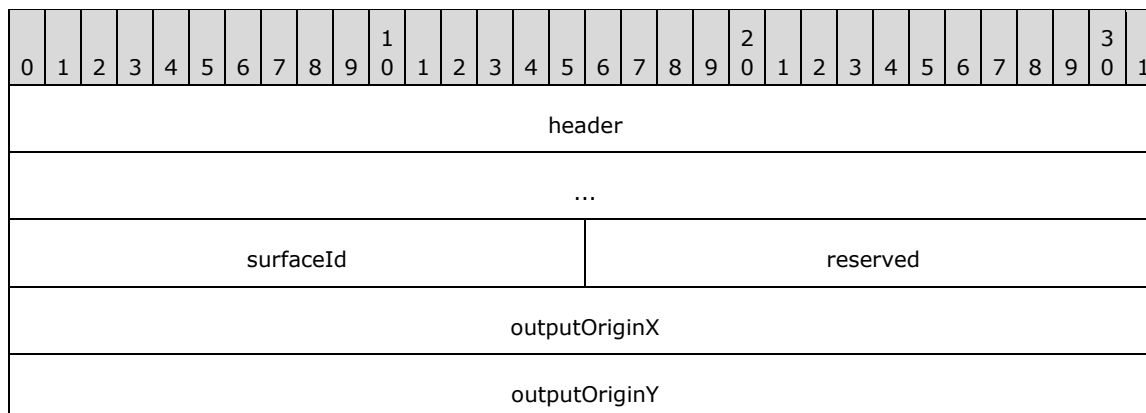 1 2 3
0 1 2 3 4 5 6 7 8 9 0 1 2 3 4 5 6 7 8 9 0 1 2 3 4 5 6 7 8 9 0 1
header
...
surfaceId reserved
outputOriginX
outputOriginY